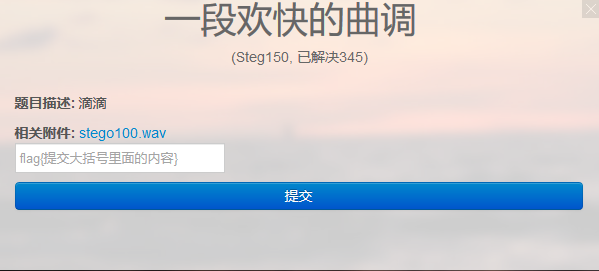 一段欢快的曲调
(Steg150, 已解决345)
题目描述: 滴滴
相关附件: stego100.wav
flag{提交大括号里面的内容}
提交